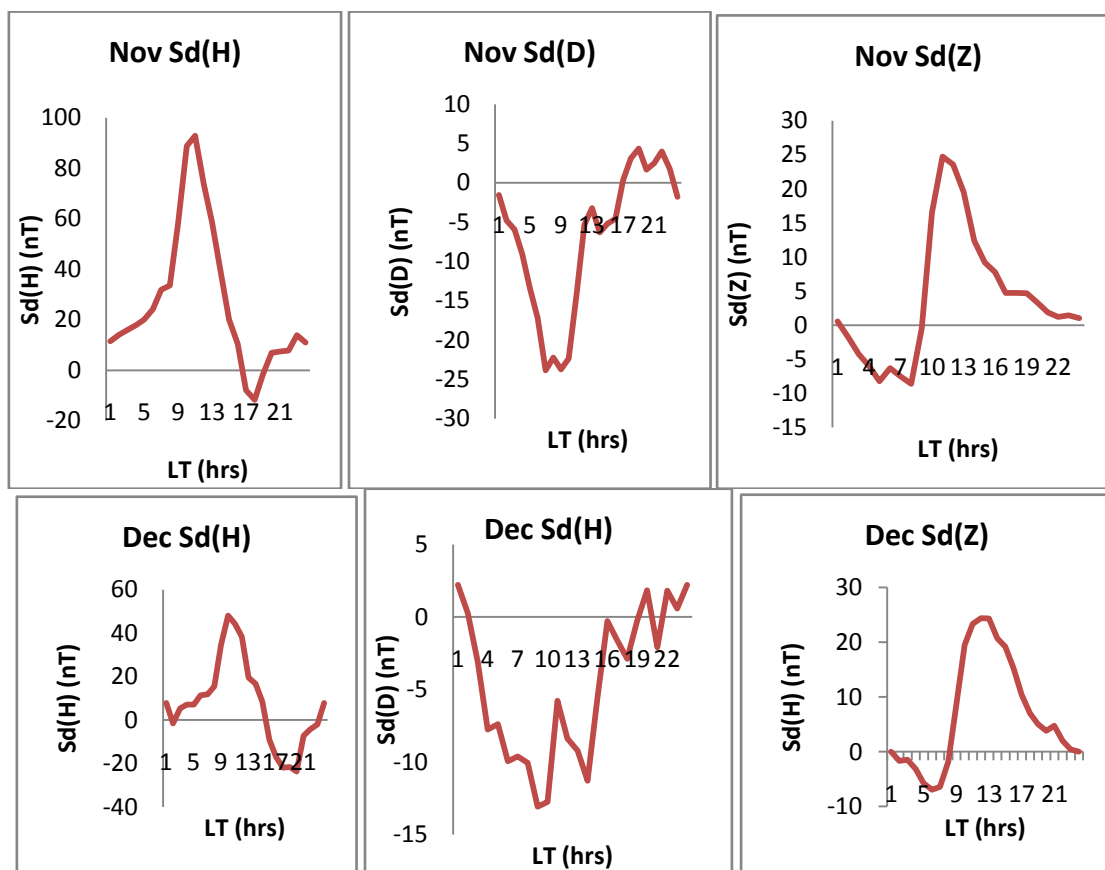 Nov Sd(H)
Sd(H) (nT)
100
80
60
40
20
0
-20
1 5 9 13 17 21
LT (hrs)
Nov Sd(D)
Sd(D) (nT)
10
5
0
-5
-10
-15
-20
-25
-30
1 5 9 13 17 21
LT (hrs)
Nov Sd(Z)
Sd(Z) (nT)
30
25
20
15
10
5
0
-5
-10
-15
1 4 7 10 13 16 19 22
LT (hrs)
Dec Sd(H)
Sd(H) (nT)
60
40
20
0
-20
-40
1 5 9 13 17 21
LT (hrs)
Dec Sd(H)
Sd(D) (nT)
5
0
-5
-10
-15
1 4 7 10 13 16 19 22
LT (hrs)
Dec Sd(Z)
Sd(H) (nT)
30
20
10
0
-10
1 5 9 13 17 21
LT (hrs)